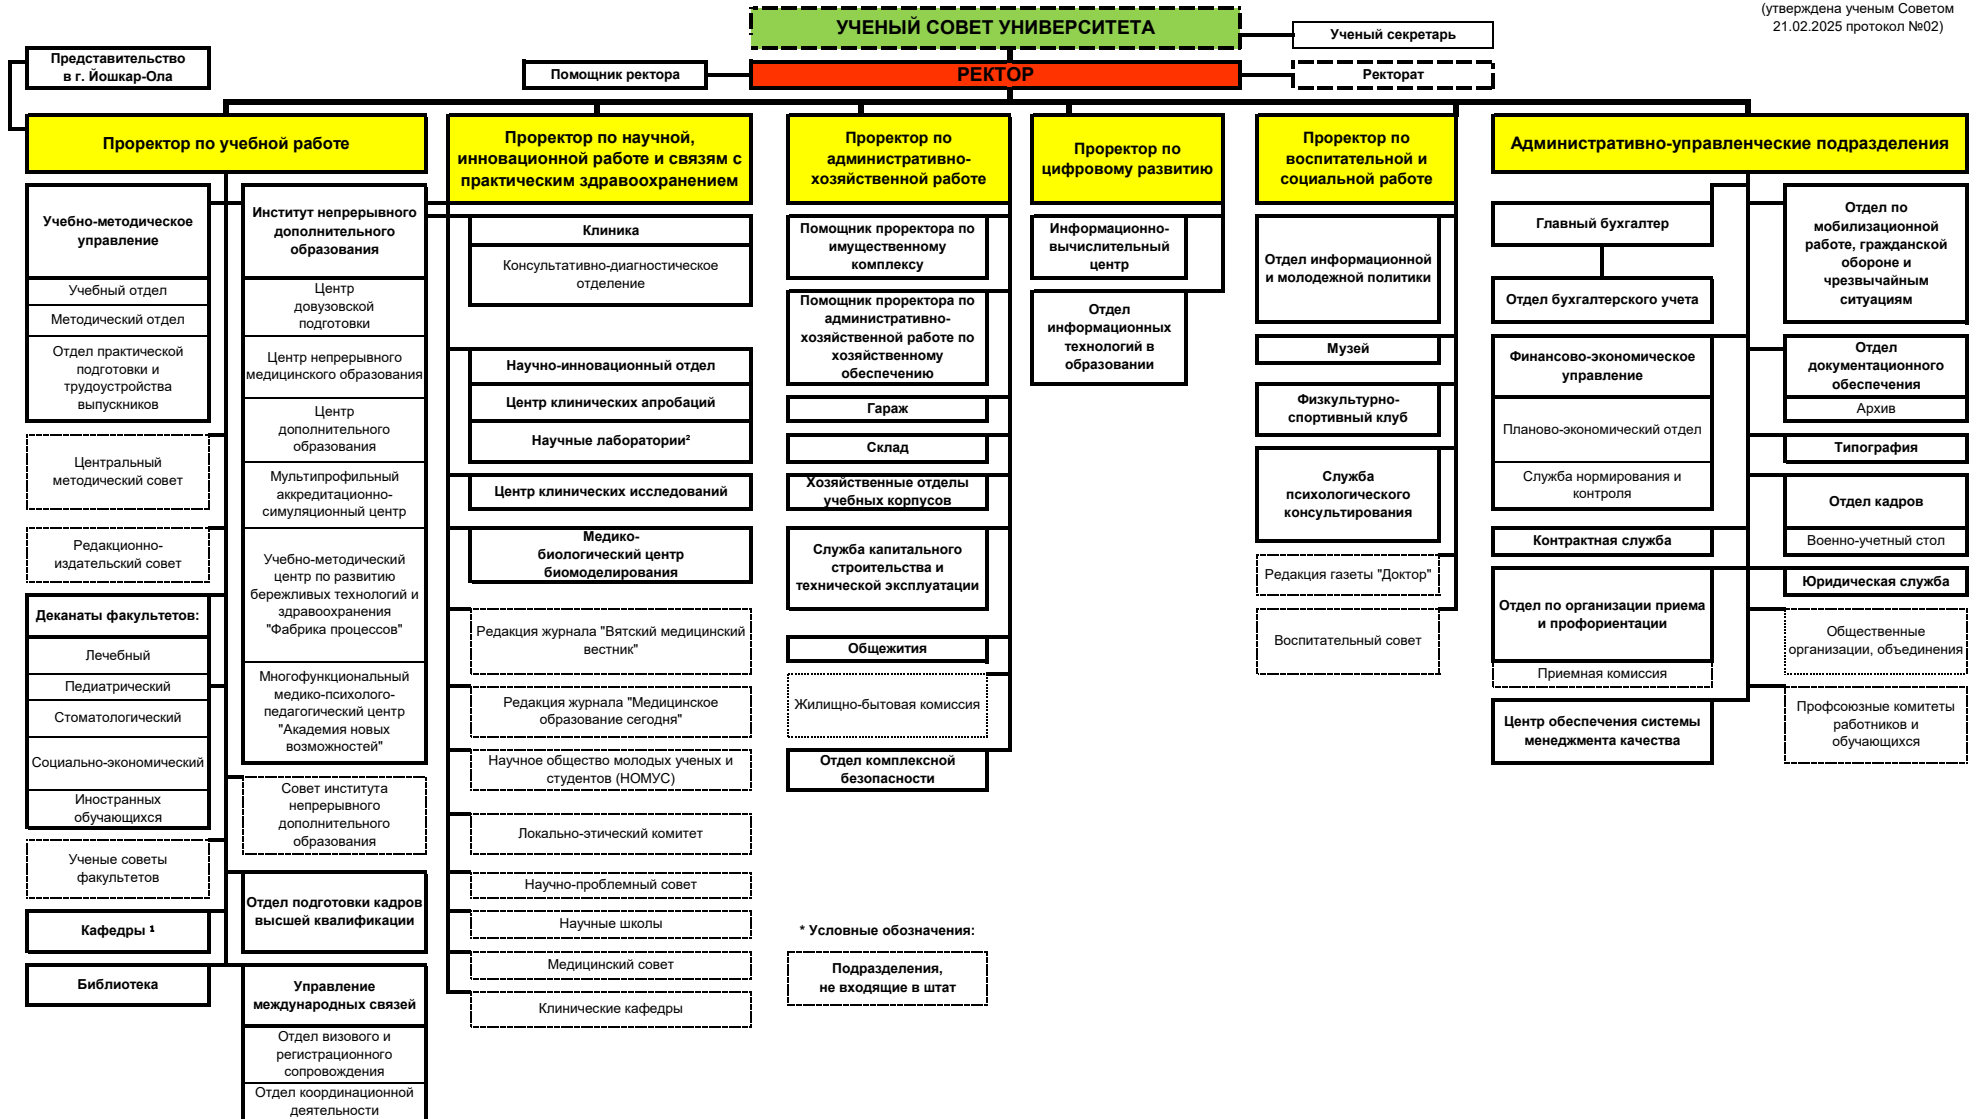 (утверждена ученым Советом
21.02.2025 протокол №02)
УЧЕНЫЙ СОВЕТ УНИВЕРСИТЕТА
Ученый секретарь
Представительство
в г. Йошкар-Ола
Помощник ректора
РЕКТОР
Ректорат
Проректор по учебной работе
Проректор по научной,
инновационной работе и связям с
практическим здравоохранением
Проректор по
административно-
хозяйственной работе
Проректор по
цифровому развитию
Проректор по
воспитательной и
социальной работе
Административно-управленческие подразделения
Учебно-методическое
управление
Учебный отдел
Методический отдел
Отдел практической
подготовки и
трудоустройства
выпускников
Центральный
методический совет
Редакционно-
издательский совет
Деканаты факультетов:
Лечебный
Педиатрический
Стоматологический
Социально-экономический
Иностранных
обучающихся
Ученые советы
факультетов
Кафедры ¹
Библиотека
Институт непрерывного
дополнительного
образования
Центр
довузовской
подготовки
Центр непрерывного
медицинского образования
Центр
дополнительного
образования
Мультипрофильный
аккредитационно-
симуляционный центр
Учебно-методический
центр по развитию
бережливых технологий и
здравоохранения
"Фабрика процессов"
Многофункциональный
медико-психолого-
педагогический центр
"Академия новых
возможностей"
Совет института
непрерывного
дополнительного
образования
Отдел подготовки кадров
высшей квалификации
Управление
международных связей
Отдел визового и
регистрационного
сопровождения
Отдел координационной
деятельности
Клиника
Консультативно-диагностическое
отделение
Научно-инновационный отдел
Центр клинических апробаций
Научные лаборатории²
Центр клинических исследований
Медико-
биологический центр
биомоделирования
Редакция журнала "Вятский медицинский
вестник"
Редакция журнала "Медицинское
образование сегодня"
Научное общество молодых ученых и
студентов (НОМУС)
Локально-этический комитет
Научно-проблемный совет
Научные школы
Медицинский совет
Клинические кафедры
Помощник проректора по
имущественному
комплексу
Помощник проректора по
административно-
хозяйственной работе по
хозяйственному
обеспечению
Гараж
Склад
Хозяйственные отделы
учебных корпусов
Служба капитального
строительства и
технической эксплуатации
Общежития
Жилищно-бытовая комиссия
Отдел комплексной
безопасности
* Условные обозначения:
Подразделения,
не входящие в штат
Информационно-
вычислительный
центр
Отдел
информационных
технологий в
образовании
Отдел информационной
и молодежной политики
Музей
Физкультурно-
спортивный клуб
Служба
психологического
консультирования
Редакция газеты "Доктор"
Воспитательный совет
Главный бухгалтер
Отдел бухгалтерского учета
Финансово-экономическое
управление
Планово-экономический отдел
Служба нормирования и
контроля
Контрактная служба
Отдел по организации приема
и профориентации
Приемная комиссия
Центр обеспечения системы
менеджмента качества
Отдел по
мобилизационной
работе, гражданской
обороне и
чрезвычайным
ситуациям
Отдел
документационного
обеспечения
Архив
Типография
Отдел кадров
Военно-учетный стол
Юридическая служба
Общественные
организации, объединения
Профсоюзные комитеты
работников и
обучающихся